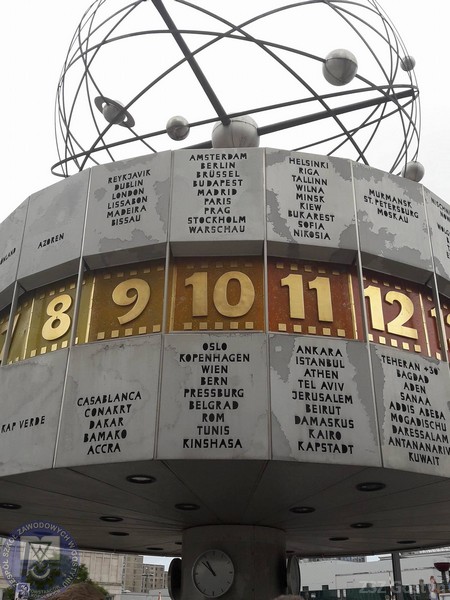 REYKJAVIK
DUBLIN
LONDON
LISSABON
MADEIRA
BISSAU
AMSTERDAM
BERLIN
BRÜSSEL
BUDAPEST
MADRID
PARIS
PRAG
STOCKHOLM
WARSCHAU
HELSINKI
RIGA
TALLINN
WILNA
MINSK
KIEW
BUKAREST
SOFIA
NIKOSIA
MURMANSK
ST.PETERSBURG
MOSKAU
AZOREN
8
9
10
11
12
KAP VERDE
CASABLANCA
CONAKRY
DAKAR
BAMAKO
ACCRA
OSLO
KOPENHAGEN
WIEN
BERN
PRESSBURG
BELGRAD
ROM
TUNIS
KINSHASA
ANKARA
ISTANBUL
ATHEN
TEL AVIV
JERUSALEM
BEIRUT
DAMASKUS
KAIRO
KAPSTADT
TEHERAN +30'
BAGDAD
ADEN
SANAA
ADDIS ABEBA
MOGADISCHU
DARESSALAM
ANTANANARIVO
KUWAIT